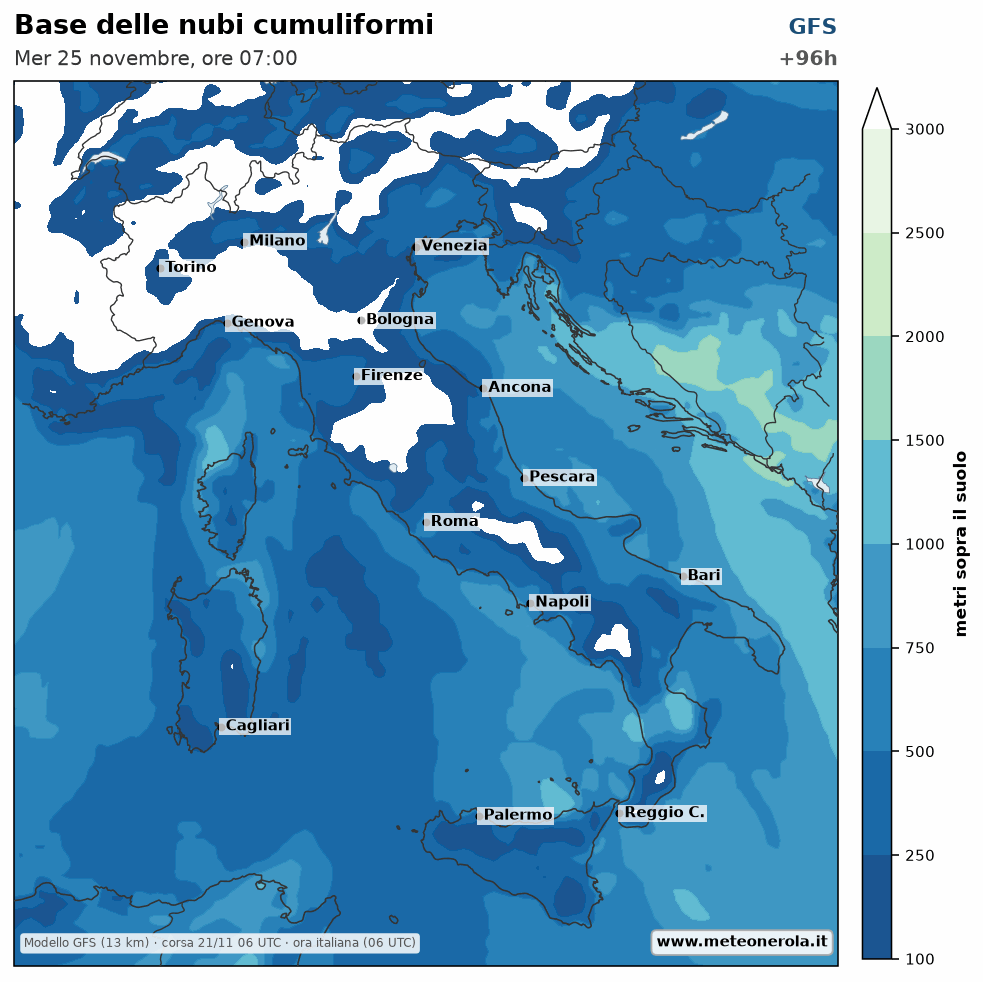 Base delle nubi cumuliformi
GFS
Mer 25 novembre, ore 07:00
+96h
Milano
Venezia
Torino
Genova
Bologna
Firenze
Ancona
Pescara
Roma
Bari
Napoli
Cagliari
Palermo
Reggio C.
3000
2500
2000
1500
1000
750
500
250
100
metri sopra il suolo
Modello GFS (13 km) · corsa 21/11 06 UTC · ora italiana (06 UTC)
www.meteonerola.it